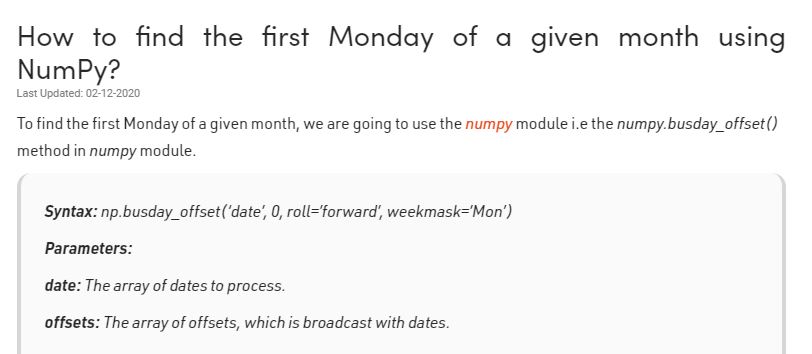 How to find the first Monday of a given month using
NumPy?
Last Updated: 02-12-2020
To find the first Monday of a given month, we are going to use the numpy module i.e the numpy.busday_offset()
method in numpy module.
Syntax: np.busday_offset(‘date’, 0, roll=’forward’, weekmask=’Mon’)
Parameters:
date: The array of dates to process.
offsets: The array of offsets, which is broadcast with dates.